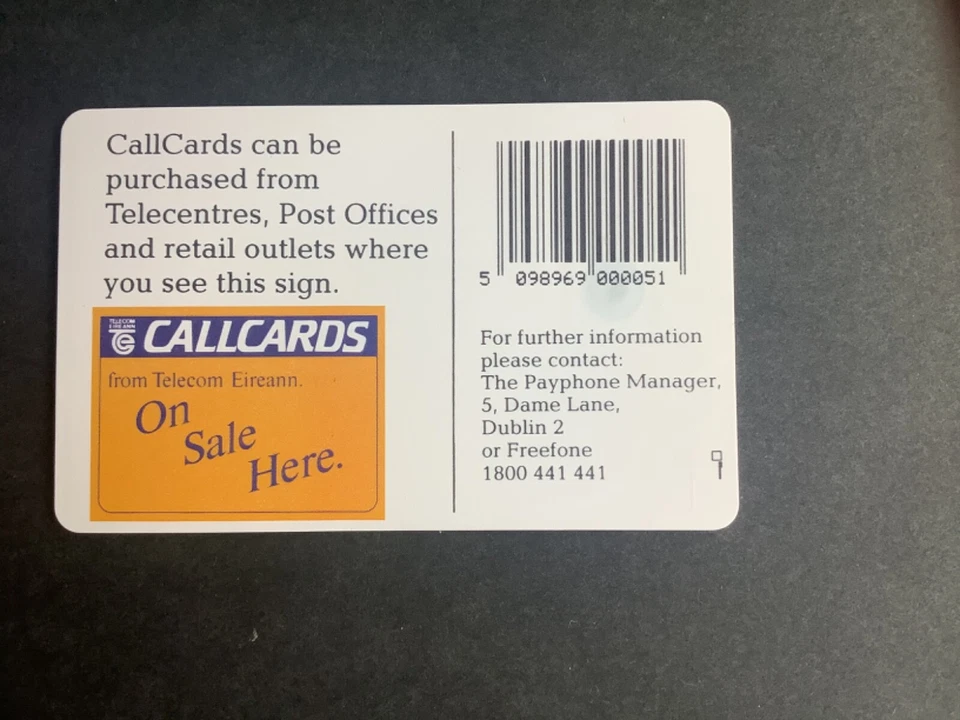 CallCards can be
purchased from
Telecentres, Post Offices
and retail outlets where
you see this sign.
TELECOM
EIREANN
CALLCARDS
from Telecom Eireann.
On
Sale
Here.
5 098969 000051
For further information
please contact:
The Payphone Manager,
5, Dame Lane,
Dublin 2
or Freefone
1800 441 441